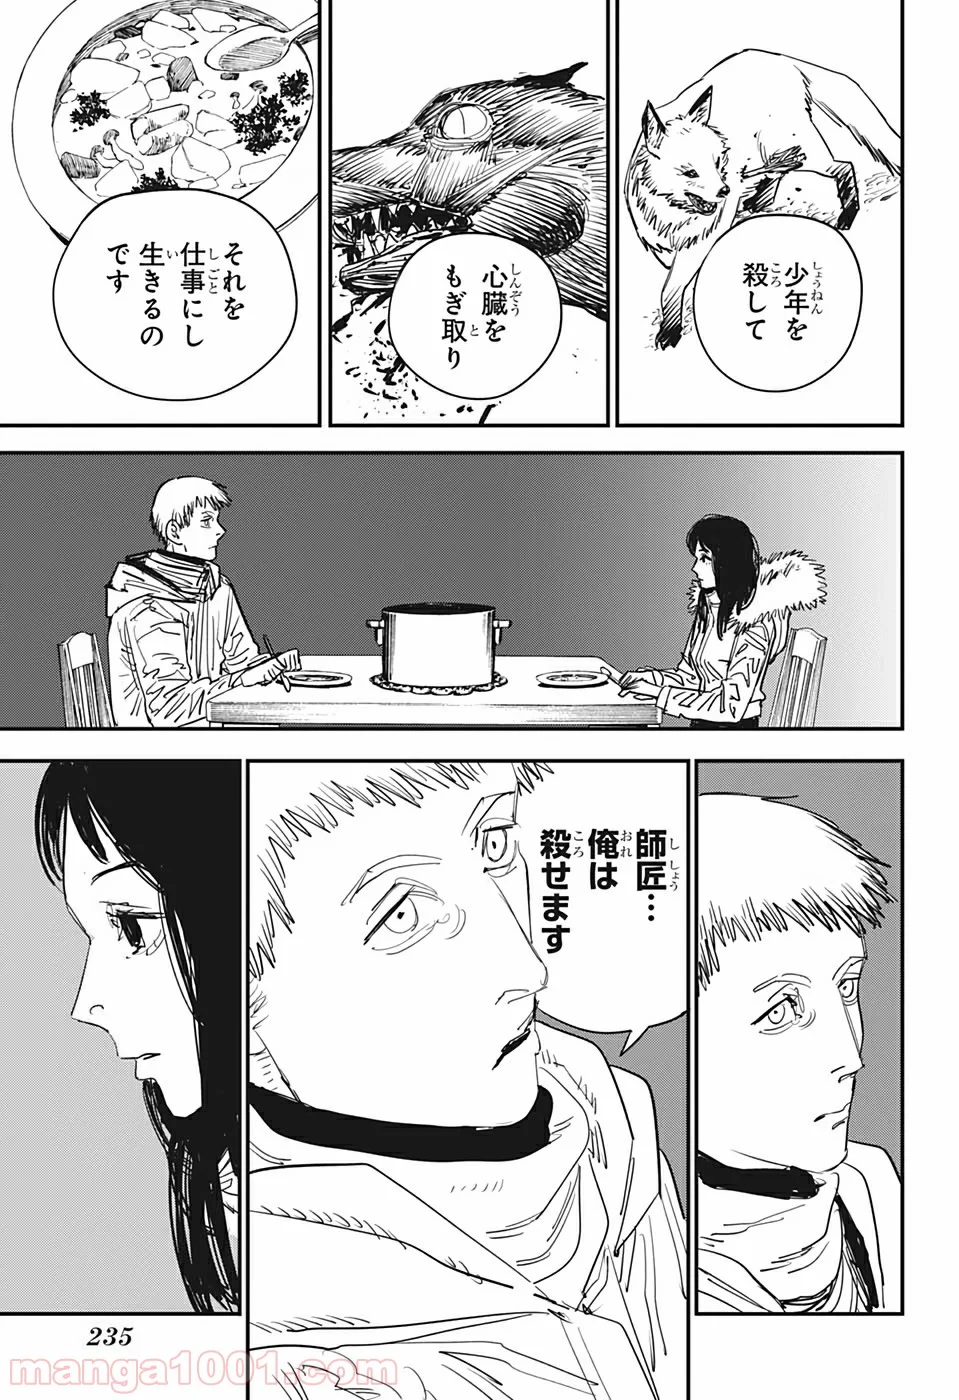 少年を
殺して
心臓を
もぎ取り
それを
仕事にし
生きるの
です
師匠…
俺は
殺せます
235
manga1001.com